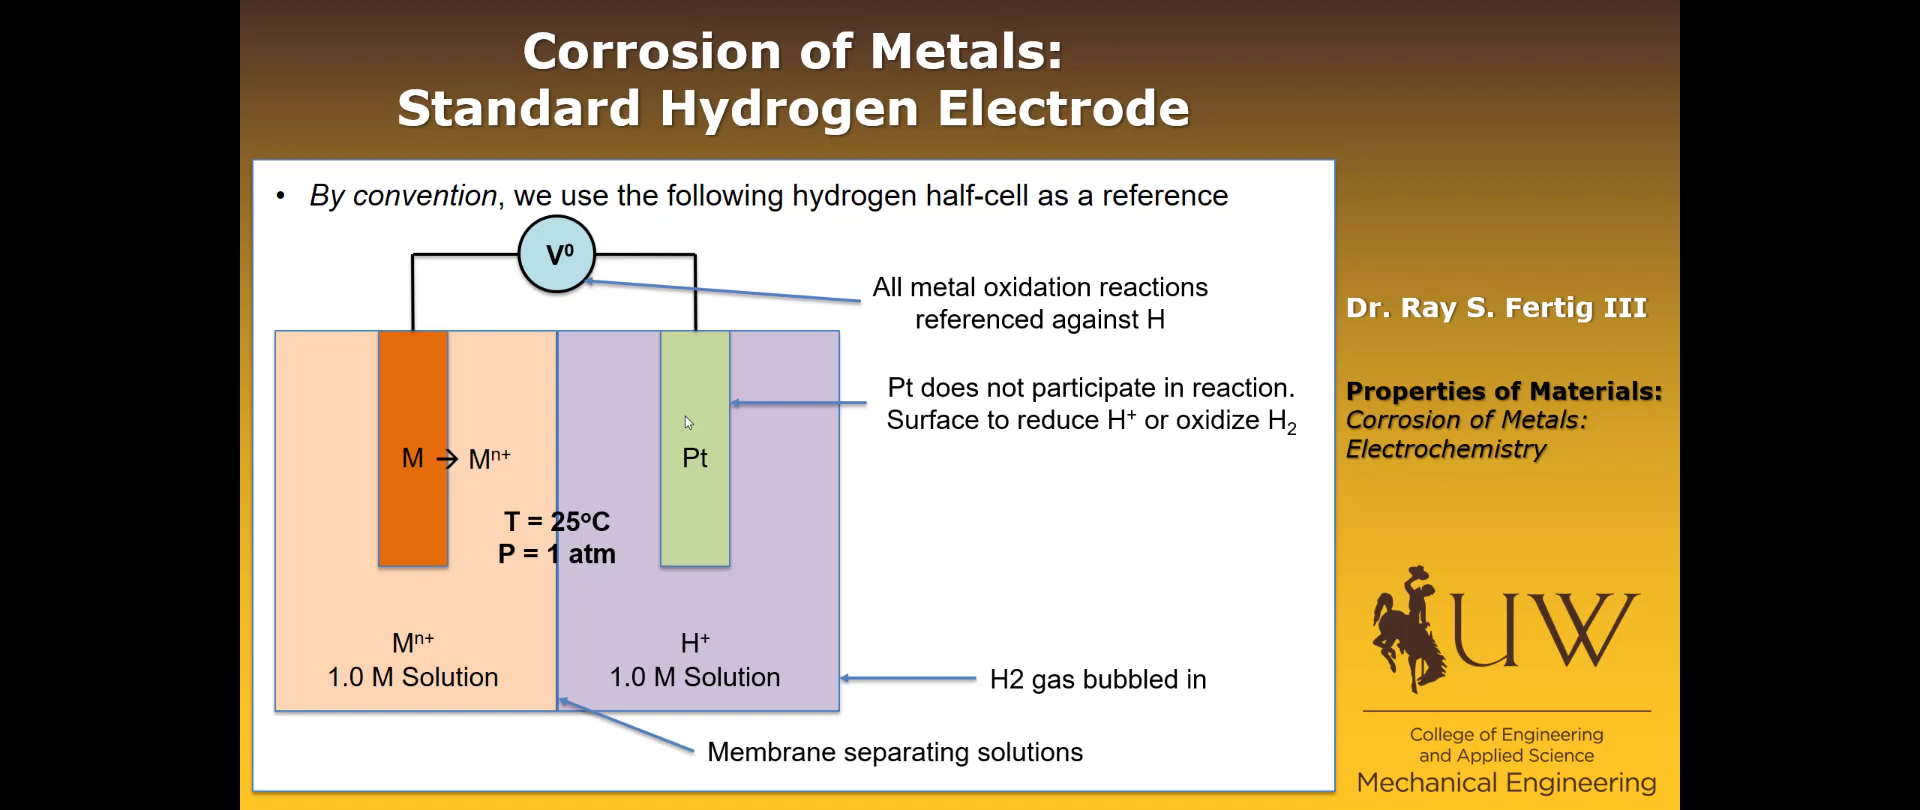 Corrosion of Metals:
Standard Hydrogen Electrode
• By convention, we use the following hydrogen half-cell as a reference
V⁰
All metal oxidation reactions
referenced against H
Pt does not participate in reaction.
Surface to reduce H⁺ or oxidize H₂
M → Mⁿ⁺
Pt
T = 25°C
P = 1 atm
Mⁿ⁺
1.0 M Solution
H⁺
1.0 M Solution
H2 gas bubbled in
Membrane separating solutions
Dr. Ray S. Fertig III
Properties of Materials:
Corrosion of Metals:
Electrochemistry
UW
College of Engineering
and Applied Science
Mechanical Engineering